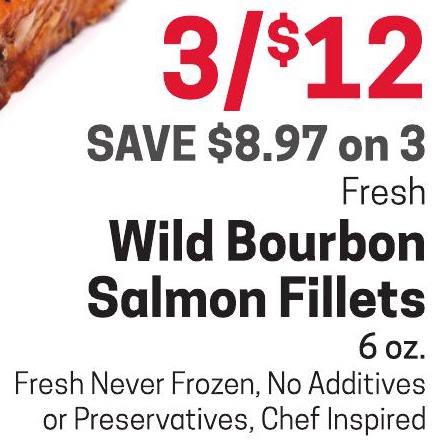 3/$12
SAVE $8.97 on 3
Fresh
Wild Bourbon
Salmon Fillets
6 oz.
Fresh Never Frozen, No Additives
or Preservatives, Chef Inspired